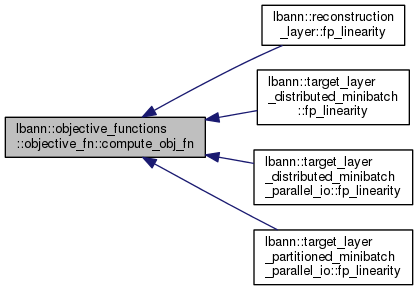 lbann::objective_functions
::objective_fn::compute_obj_fn
lbann::reconstruction
_layer::fp_linearity
lbann::target_layer
_distributed_minibatch
::fp_linearity
lbann::target_layer
_distributed_minibatch
_parallel_io::fp_linearity
lbann::target_layer
_partitioned_minibatch
_parallel_io::fp_linearity